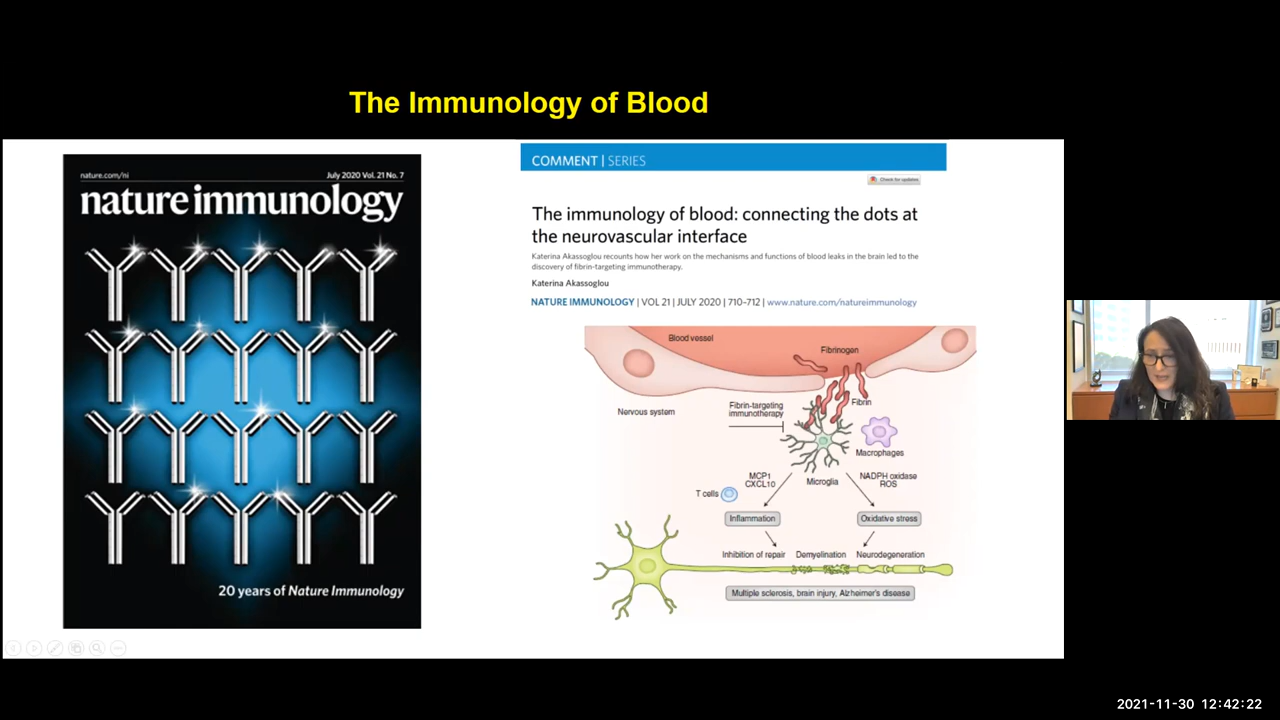 The Immunology of Blood
nature.com/ni
July 2020 Vol. 21 No. 7
nature immunology
20 years of Nature Immunology
COMMENT | SERIES
Check for updates
The immunology of blood: connecting the dots at
the neurovascular interface
Katerina Akassoglou recounts how her work on the mechanisms and functions of blood leaks in the brain led to the
discovery of fibrin-targeting immunotherapy.
Katerina Akassoglou
NATURE IMMUNOLOGY | VOL 21 | JULY 2020 | 710-712 | www.nature.com/natureimmunology
Blood vessel
Fibrinogen
Nervous system
Fibrin-targeting
immunotherapy
Fibrin
Macrophages
MCP1
CXCL10
Microglia
NADPH oxidase
ROS
T cells
Inflammation
Oxidative stress
Inhibition of repair
Demyelination
Neurodegeneration
Multiple sclerosis, brain injury, Alzheimer's disease
2021-11-30 12:42:22